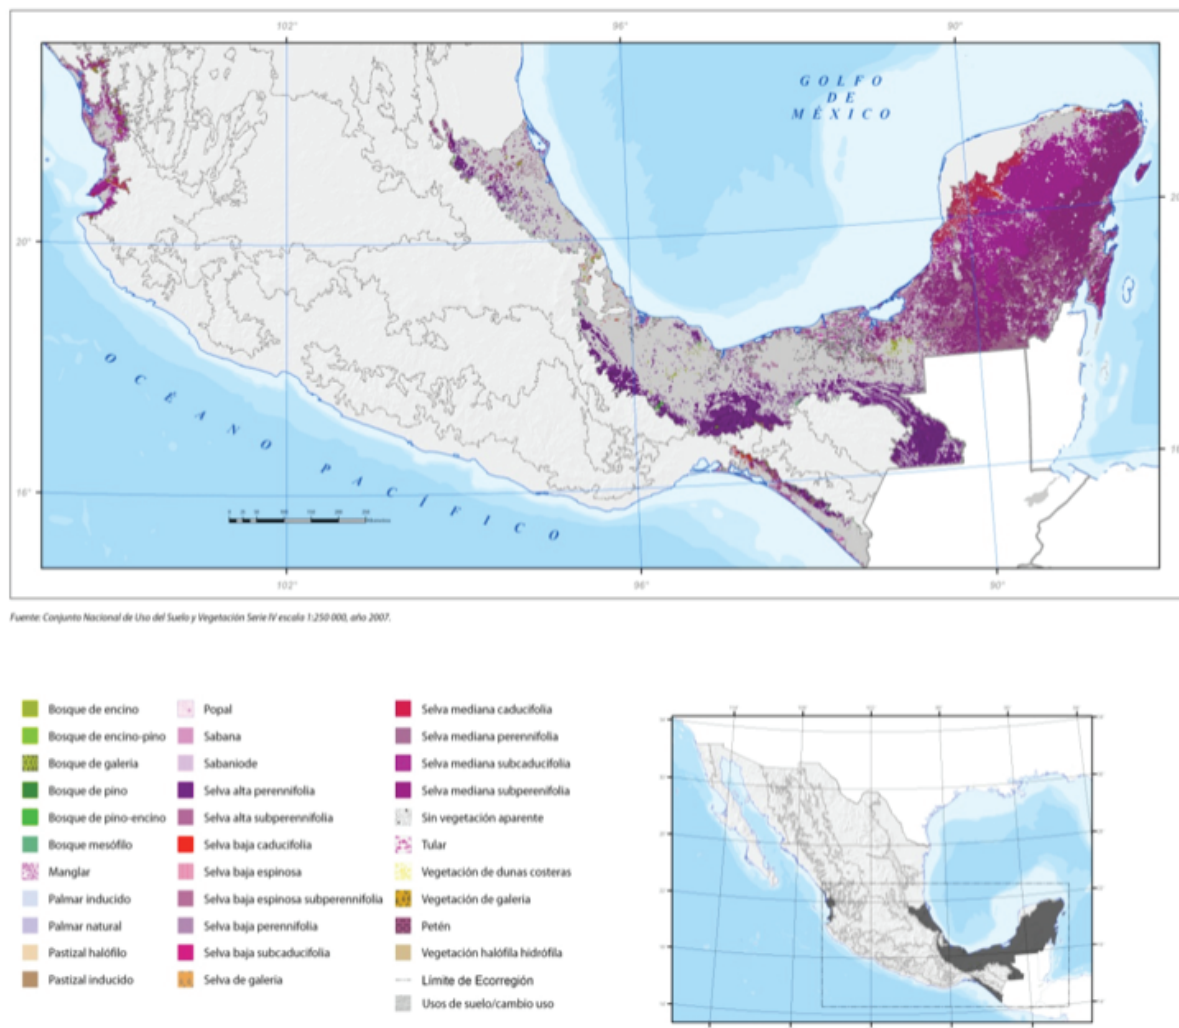 102°
96°
90°
GOLFO
DE
MÉXICO
20°
20°
16°
16°
OCÉANO PACÍFICO
102°
96°
90°
Fuente: Conjunto Nacional de Uso del Suelo y Vegetación Serie IV escala 1:250 000, año 2007.
Bosque de encino
Bosque de encino-pino
Bosque de galeria
Bosque de pino
Bosque de pino-encino
Bosque mesófilo
Manglar
Palmar inducido
Palmar natural
Pastizal halófilo
Pastizal inducido
Popal
Sabana
Sabaniode
Selva alta perennifolia
Selva alta subperennifolia
Selva baja caducifolia
Selva baja espinosa
Selva baja espinosa subperennifolia
Selva baja perennifolia
Selva baja subcaducifolia
Selva de galeria
Selva mediana caducifolia
Selva mediana perennifolia
Selva mediana subcaducifolia
Selva mediana subperenifolia
Sin vegetación aparente
Tular
Vegetación de dunas costeras
Vegetación de galeria
Petén
Vegetación halófila hidrófila
Límite de Ecorregión
Usos de suelo/cambio uso